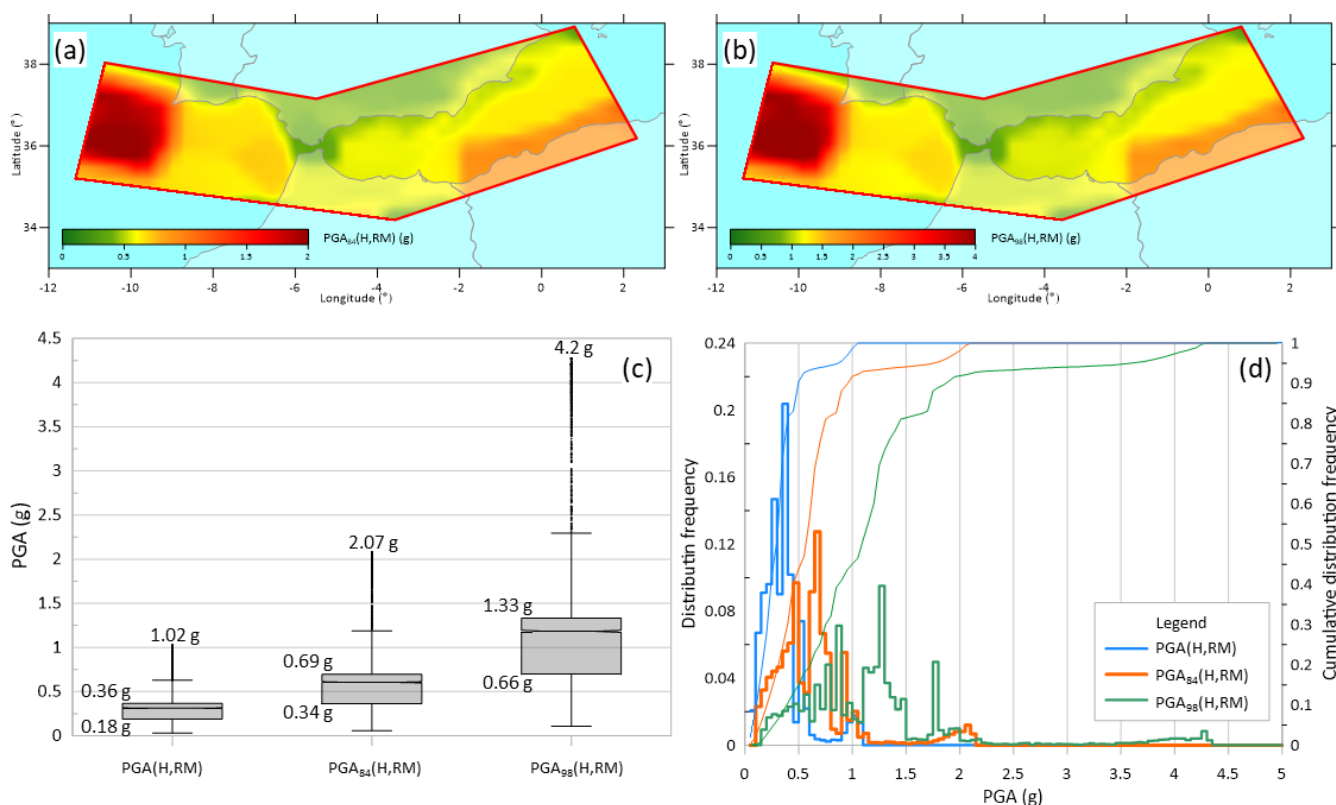 (a)
38
36
34
Latitude (°)
PGA84(H,RM) (g)
0 0.5 1 1.5 2
-12 -10 -8 -6 -4 -2 0 2
Longitude (°)
(b)
38
36
34
Latitude (°)
PGA98(H,RM) (g)
0 0.5 1 1.5 2 2.5 3 3.5 4
-12 -10 -8 -6 -4 -2 0 2
Longitude (°)
(c)
PGA (g)
4.5
4
3.5
3
2.5
2
1.5
1
0.5
0
1.02 g
0.36 g
0.18 g
2.07 g
0.69 g
0.34 g
4.2 g
1.33 g
0.66 g
PGA(H,RM) PGA84(H,RM) PGA98(H,RM)
(d)
Distributin frequency
0.24
0.2
0.16
0.12
0.08
0.04
0
Cumulative distribution frequency
1
0.9
0.8
0.7
0.6
0.5
0.4
0.3
0.2
0.1
0
Legend
PGA(H,RM)
PGA84(H,RM)
PGA98(H,RM)
0 0.5 1 1.5 2 2.5 3 3.5 4 4.5 5
PGA (g)